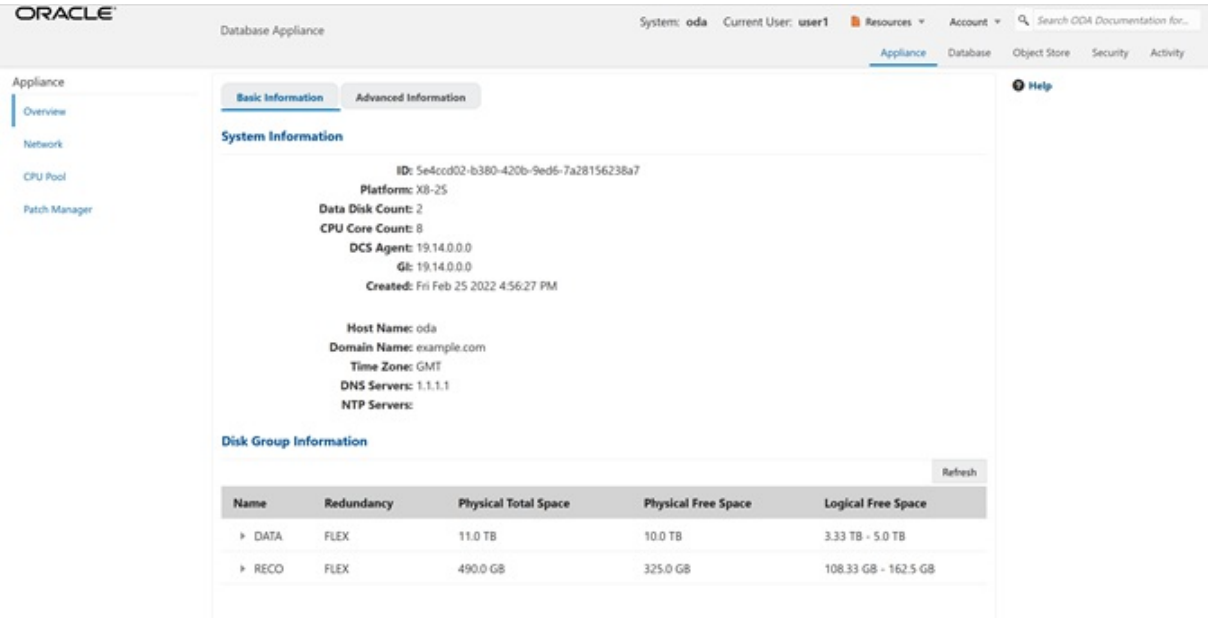 ORACLE
Database Appliance
System: oda Current User: user1 Resources Account Search ODA Documentation for...
Appliance Database Object Store Security Activity
Appliance
Overview
Network
CPU Pool
Patch Manager
Basic Information Advanced Information
Help
System Information
ID: 5e4ccd02-b380-420b-9ed6-7a28156238a7
Platform: X8-2S
Data Disk Count: 2
CPU Core Count: 8
DCS Agent: 19.14.0.0.0
GI: 19.14.0.0.0
Created: Fri Feb 25 2022 4:56:27 PM
Host Name: oda
Domain Name: example.com
Time Zone: GMT
DNS Servers: 1.1.1.1
NTP Servers:
Disk Group Information
Refresh
Name Redundancy Physical Total Space Physical Free Space Logical Free Space
DATA FLEX 11.0 TB 10.0 TB 3.33 TB - 5.0 TB
RECO FLEX 490.0 GB 325.0 GB 108.33 GB - 162.5 GB